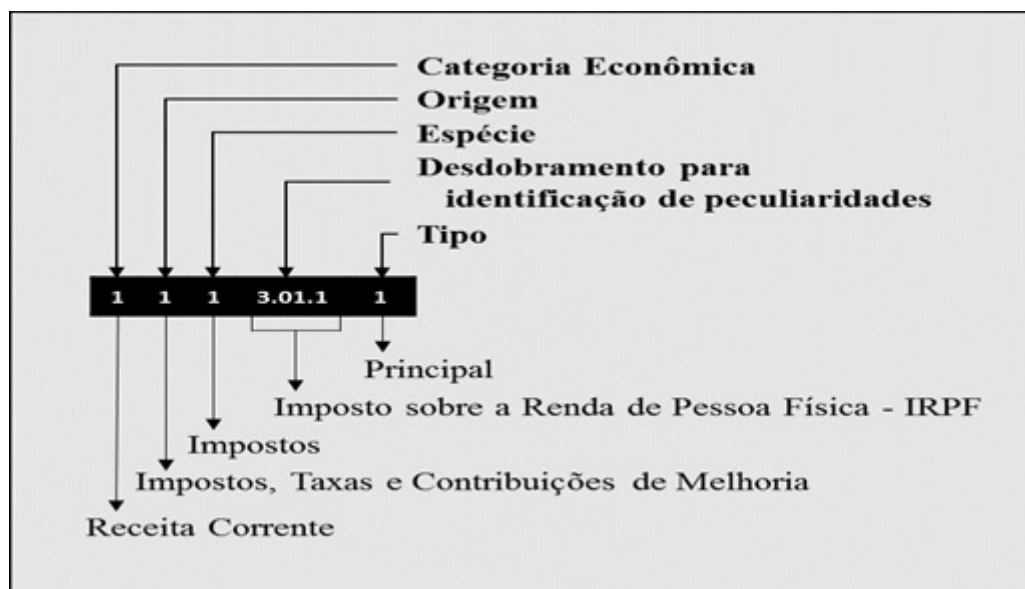 Categoria Econômica
Origem
Espécie
Desdobramento para
identificação de peculiaridades
Tipo
1 1 1 3.01.1 1
Principal
Imposto sobre a Renda de Pessoa Física - IRPF
Impostos
Impostos, Taxas e Contribuições de Melhoria
Receita Corrente